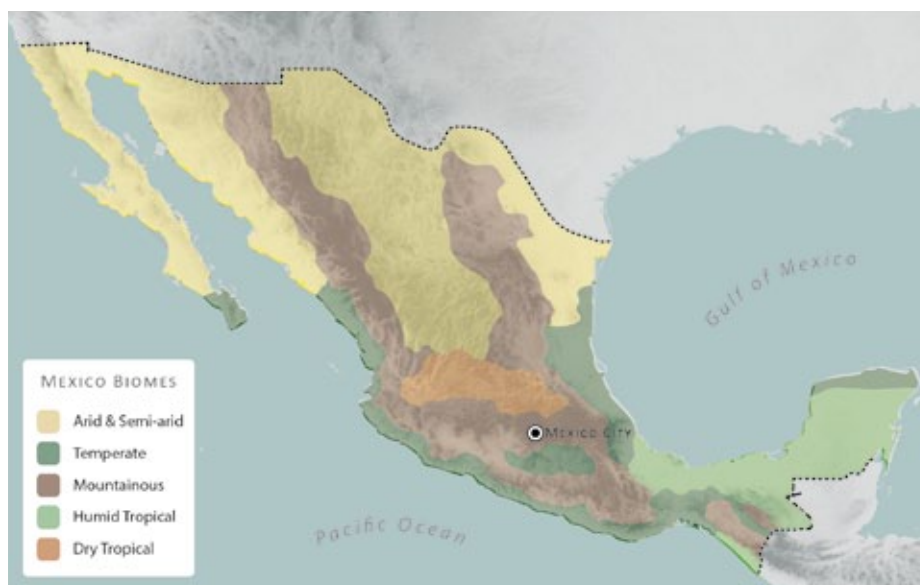 Gulf of Mexico
MEXICO BIOMES
Arid & Semi-arid
Temperate
MEXICO CITY
Mountainous
Humid Tropical
Pacific Ocean
Dry Tropical